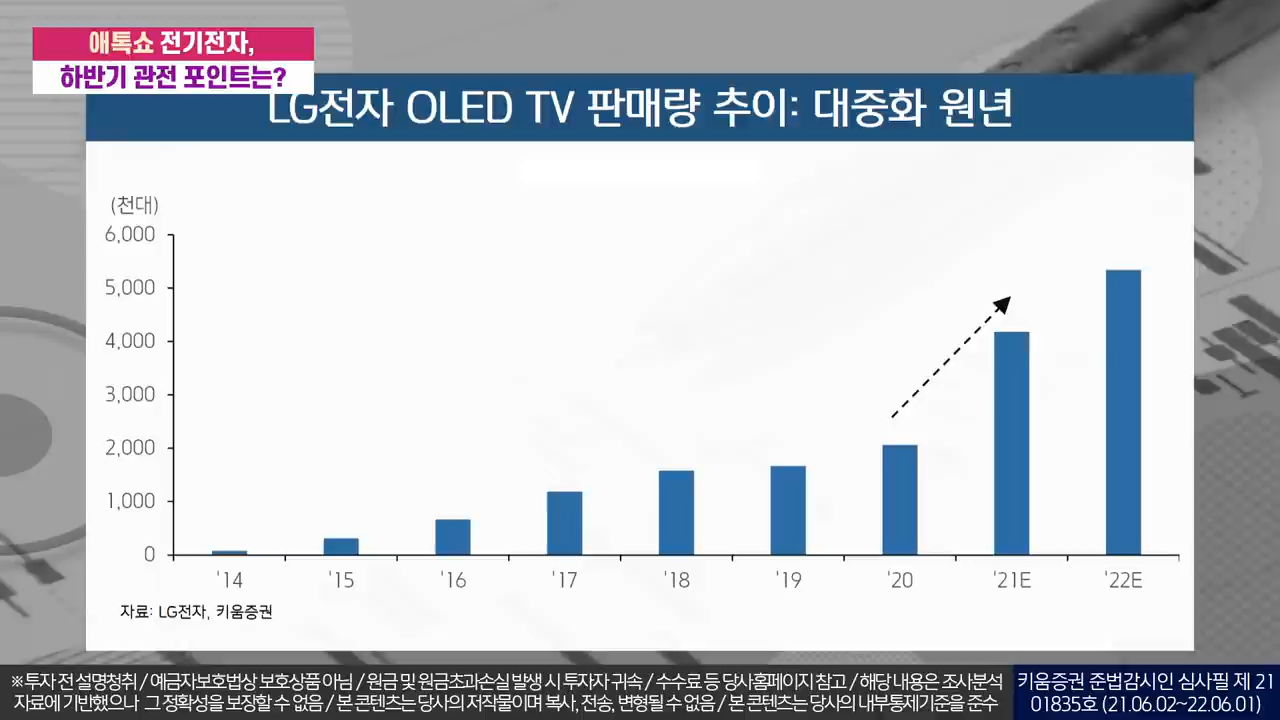 애톡쇼 전기전자,
하반기 관전 포인트는?
LG전자 OLED TV 판매량 추이: 대중화 원년
(천대)
6,000
5,000
4,000
3,000
2,000
1,000
0
'14 '15 '16 '17 '18 '19 '20 '21E '22E
자료: LG전자, 키움증권
※투자 전 설명청취 / 예금자보호법상 보호상품 아님 / 원금 및 원금초과손실 발생 시 투자자 귀속 / 수수료 등 당사홈페이지 참고 / 해당 내용은 조사분석
자료에 기반했으나 그 정확성을 보장할 수 없음 / 본 콘텐츠는 당사의 저작물이며 복사, 전송, 변형될 수 없음 / 본 콘텐츠는 당사의 내부통제기준을 준수
키움증권 준법감시인 심사필 제 21
01835호 (21.06.02~22.06.01)